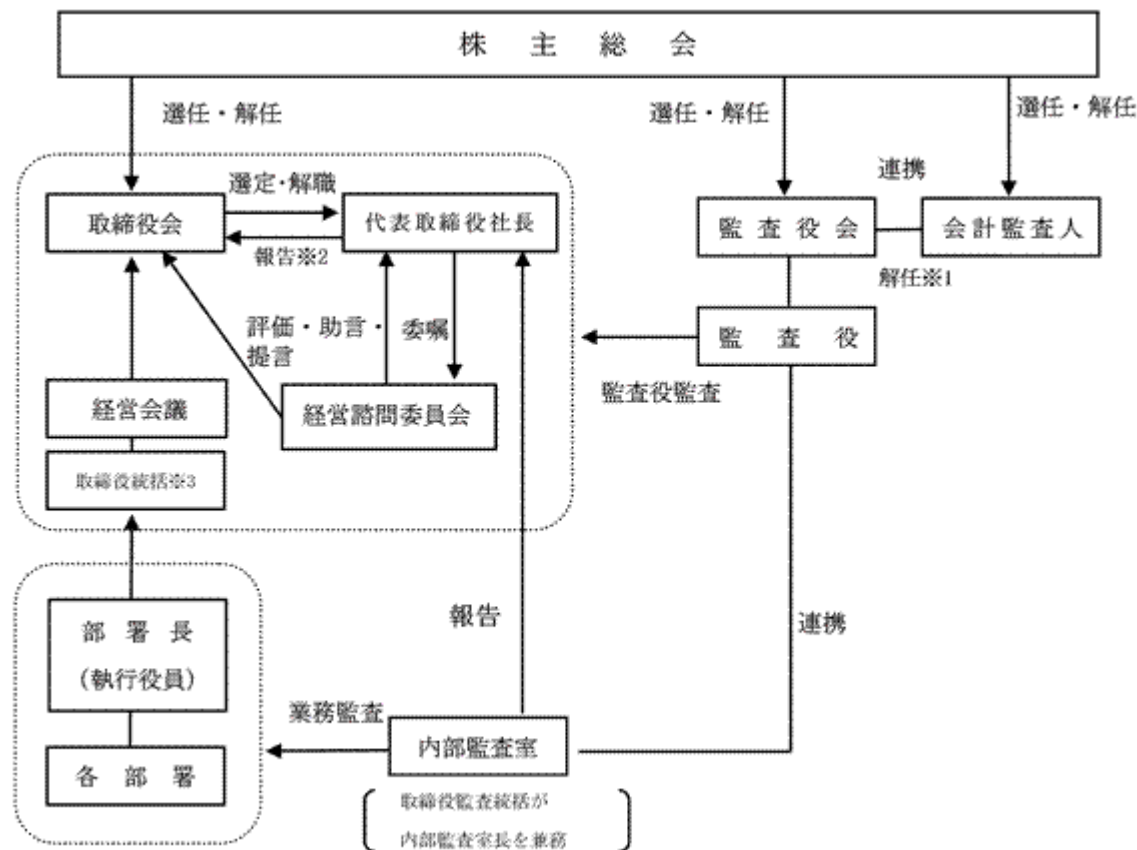 株主総会
選任・解任
選任・解任
選任・解任
連携
選定・解職
取締役会
代表取締役社長
監査役会
会計監査人
報告※2
解任※1
評価・助言・
提言
委嘱
監査役
監査役監査
経営会議
経営諮問委員会
取締役統括※3
部署長
(執行役員)
報告
連携
業務監査
内部監査室
各部署
取締役監査統括が
内部監査室長を兼務